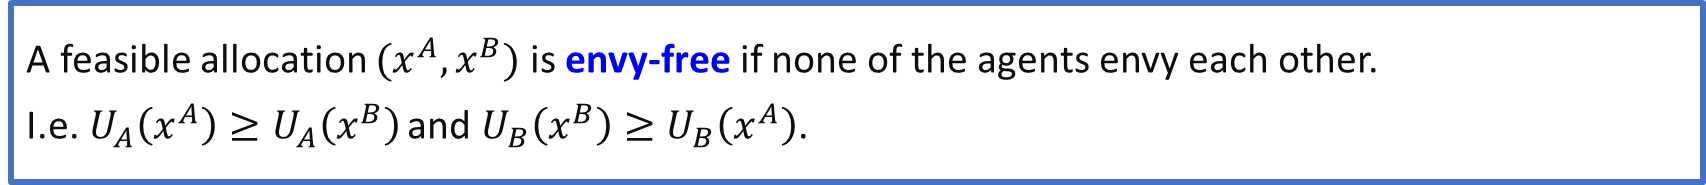 A feasible allocation (x^A, x^B) is envy-free if none of the agents envy each other.
I.e. U_A(x^A) ≥ U_A(x^B) and U_B(x^B) ≥ U_B(x^A).